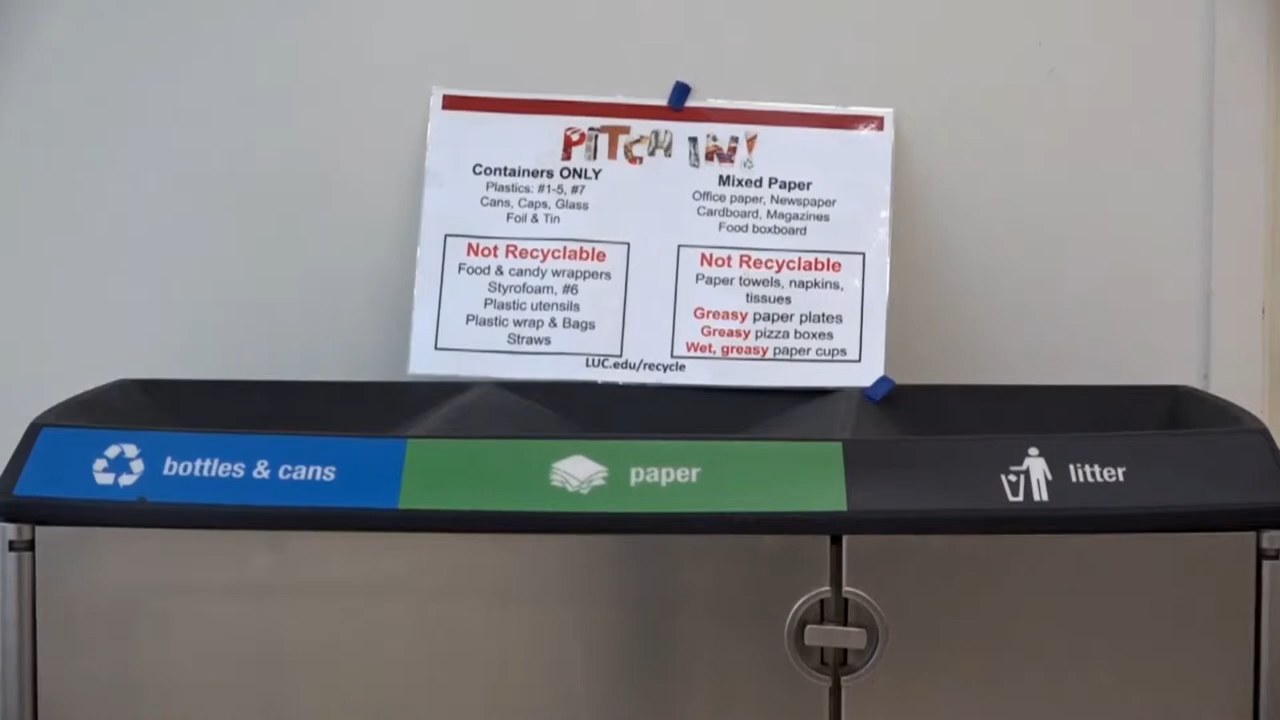 PITCH IN!
Containers ONLY
Plastics: #1-5, #7
Cans, Caps, Glass
Foil & Tin
Not Recyclable
Food & candy wrappers
Styrofoam, #6
Plastic utensils
Plastic wrap & Bags
Straws
Mixed Paper
Office paper, Newspaper
Cardboard, Magazines
Food boxboard
Not Recyclable
Paper towels, napkins,
tissues
Greasy paper plates
Greasy pizza boxes
Wet, greasy paper cups
LUC.edu/recycle
bottles & cans
paper
litter